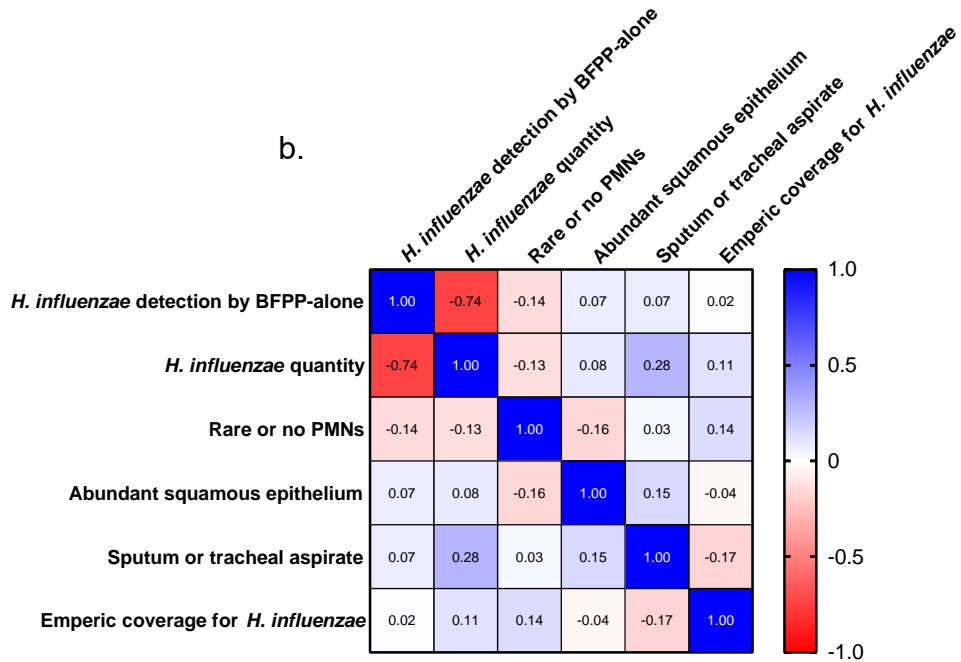 b.
H. influenzae detection by BFPP-alone
H. influenzae quantity
Rare or no PMNs
Abundant squamous epithelium
Sputum or tracheal aspirate
Emperic coverage for H. influenzae
H. influenzae detection by BFPP-alone 1.00 -0.74 -0.14 0.07 0.07 0.02
H. influenzae quantity -0.74 1.00 -0.13 0.08 0.28 0.11
Rare or no PMNs -0.14 -0.13 1.00 -0.16 0.03 0.14
Abundant squamous epithelium 0.07 0.08 -0.16 1.00 0.15 -0.04
Sputum or tracheal aspirate 0.07 0.28 0.03 0.15 1.00 -0.17
Emperic coverage for H. influenzae 0.02 0.11 0.14 -0.04 -0.17 1.00
1.0
0.5
0
-0.5
-1.0